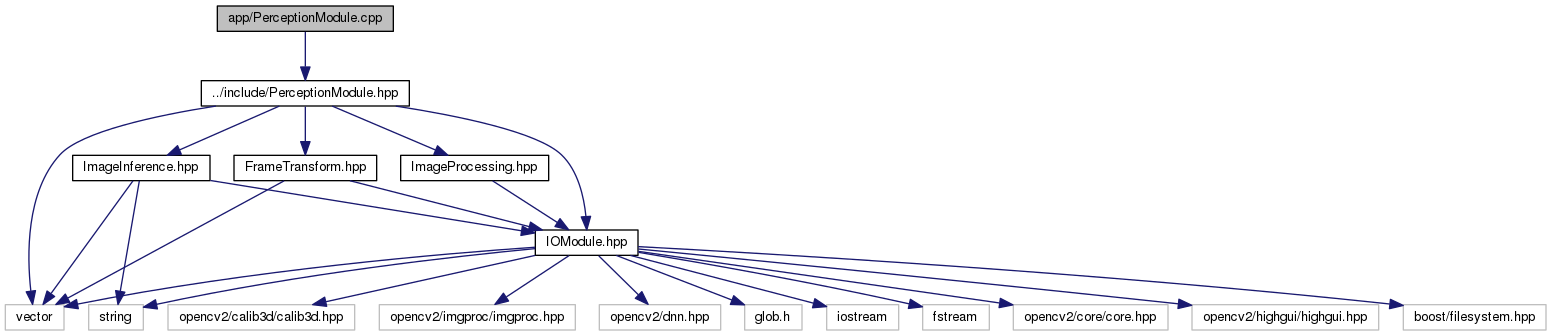 app/PerceptionModule.cpp
../include/PerceptionModule.hpp
ImageInference.hpp
FrameTransform.hpp
ImageProcessing.hpp
IOModule.hpp
vector
string
opencv2/calib3d/calib3d.hpp
opencv2/imgproc/imgproc.hpp
opencv2/dnn.hpp
glob.h
iostream
fstream
opencv2/core/core.hpp
opencv2/highgui/highgui.hpp
boost/filesystem.hpp